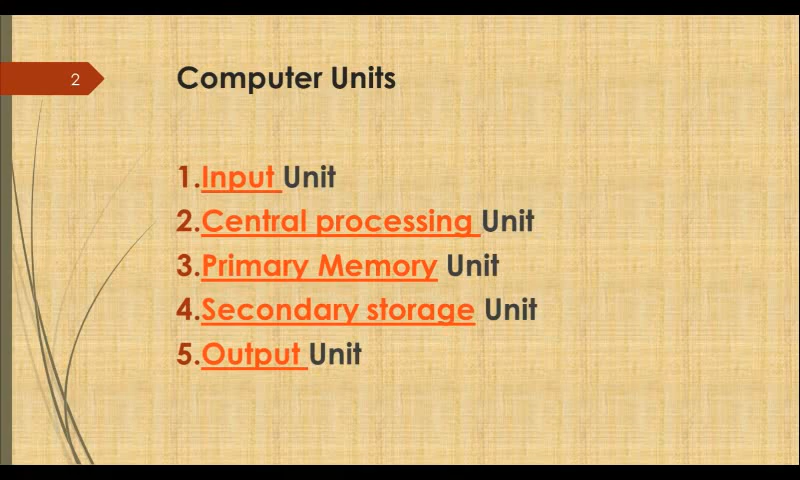 2
Computer Units
1.Input Unit
2.Central processing Unit
3.Primary Memory Unit
4.Secondary storage Unit
5.Output Unit